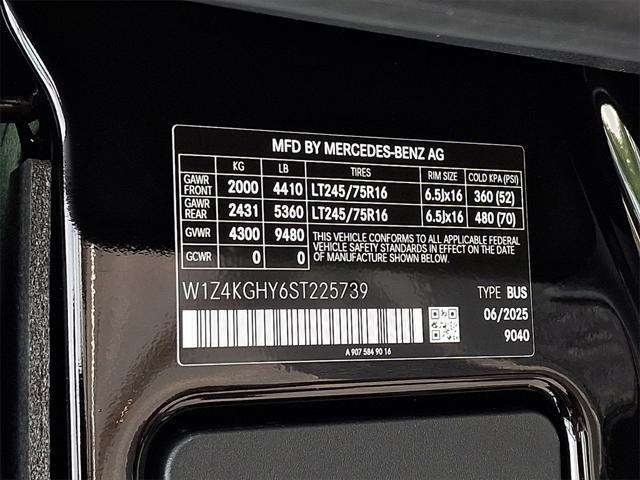 MFD BY MERCEDES-BENZ AG
KG LB TIRES RIM SIZE COLD KPA (PSI)
GAWR FRONT 2000 4410 LT245/75R16 6.5Jx16 360 (52)
GAWR REAR 2431 5360 LT245/75R16 6.5Jx16 480 (70)
GVWR 4300 9480
GCWR 0 0
THIS VEHICLE CONFORMS TO ALL APPLICABLE FEDERAL
VEHICLE SAFETY STANDARDS IN EFFECT ON THE DATE
OF MANUFACTURE SHOWN ABOVE.
W1Z4KGHY6ST225739 TYPE BUS
06/2025
9040
A 907 584 90 16